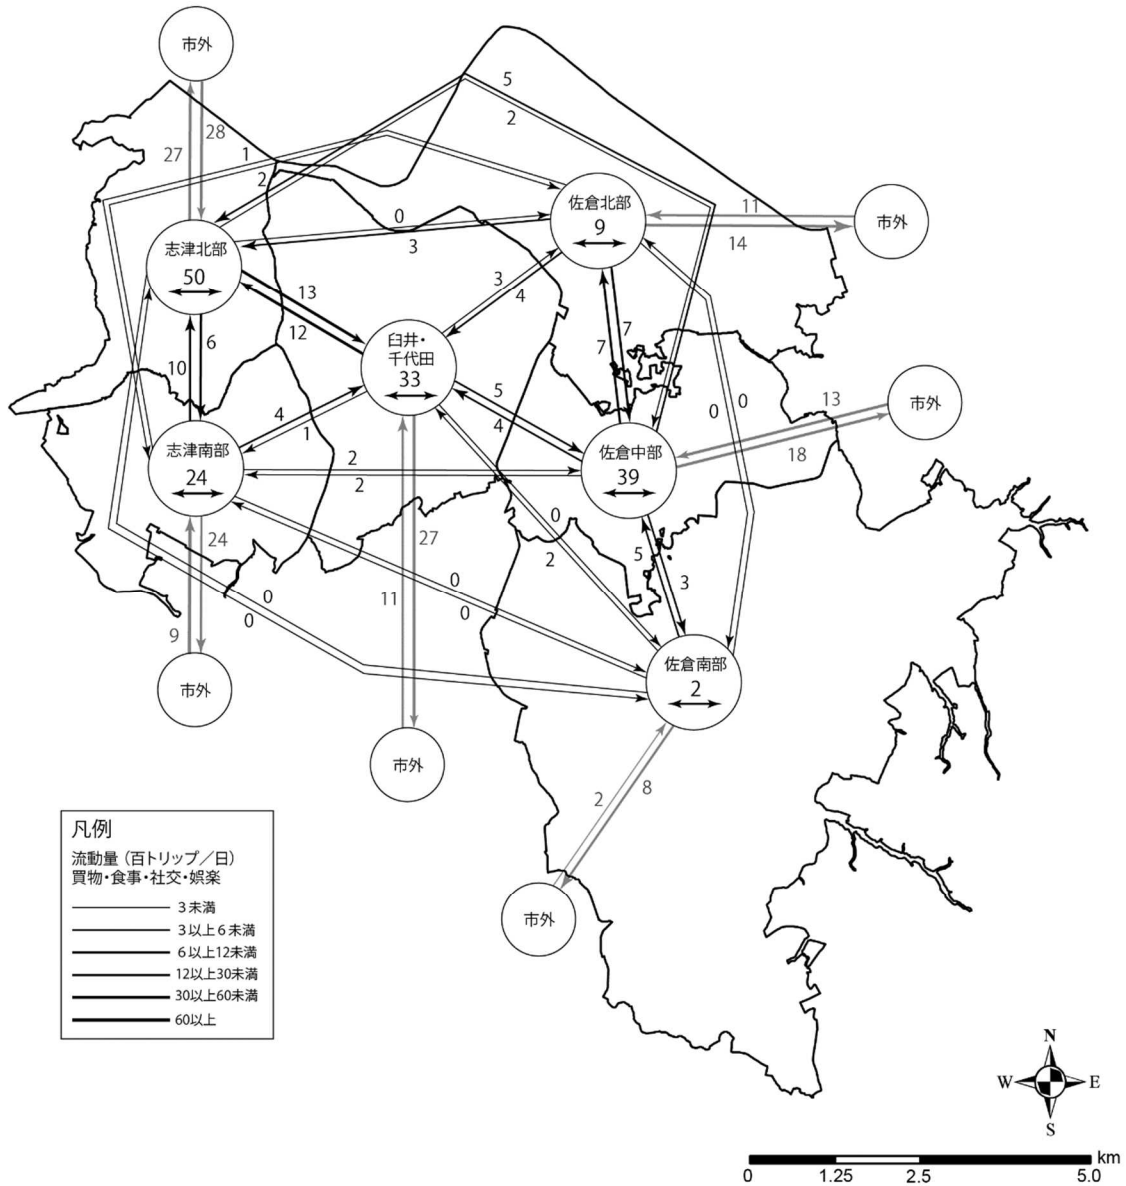 市外
5
2
28
27
1
2
佐倉北部
9
11
14
市外
0
3
志津北部
50
3
4
13
12
臼井・
千代田
33
7
7
6
10
5
4
0
0
13
18
市外
4
1
志津南部
24
2
2
佐倉中部
39
24
9
27
11
0
2
5
3
0
0
0
0
佐倉南部
2
市外
市外
2
8
市外
凡例
流動量（百トリップ／日）
買物・食事・社交・娯楽
３未満
３以上６未満
６以上12未満
12以上30未満
30以上60未満
60以上
N
W
E
S
km
0
1.25
2.5
5.0